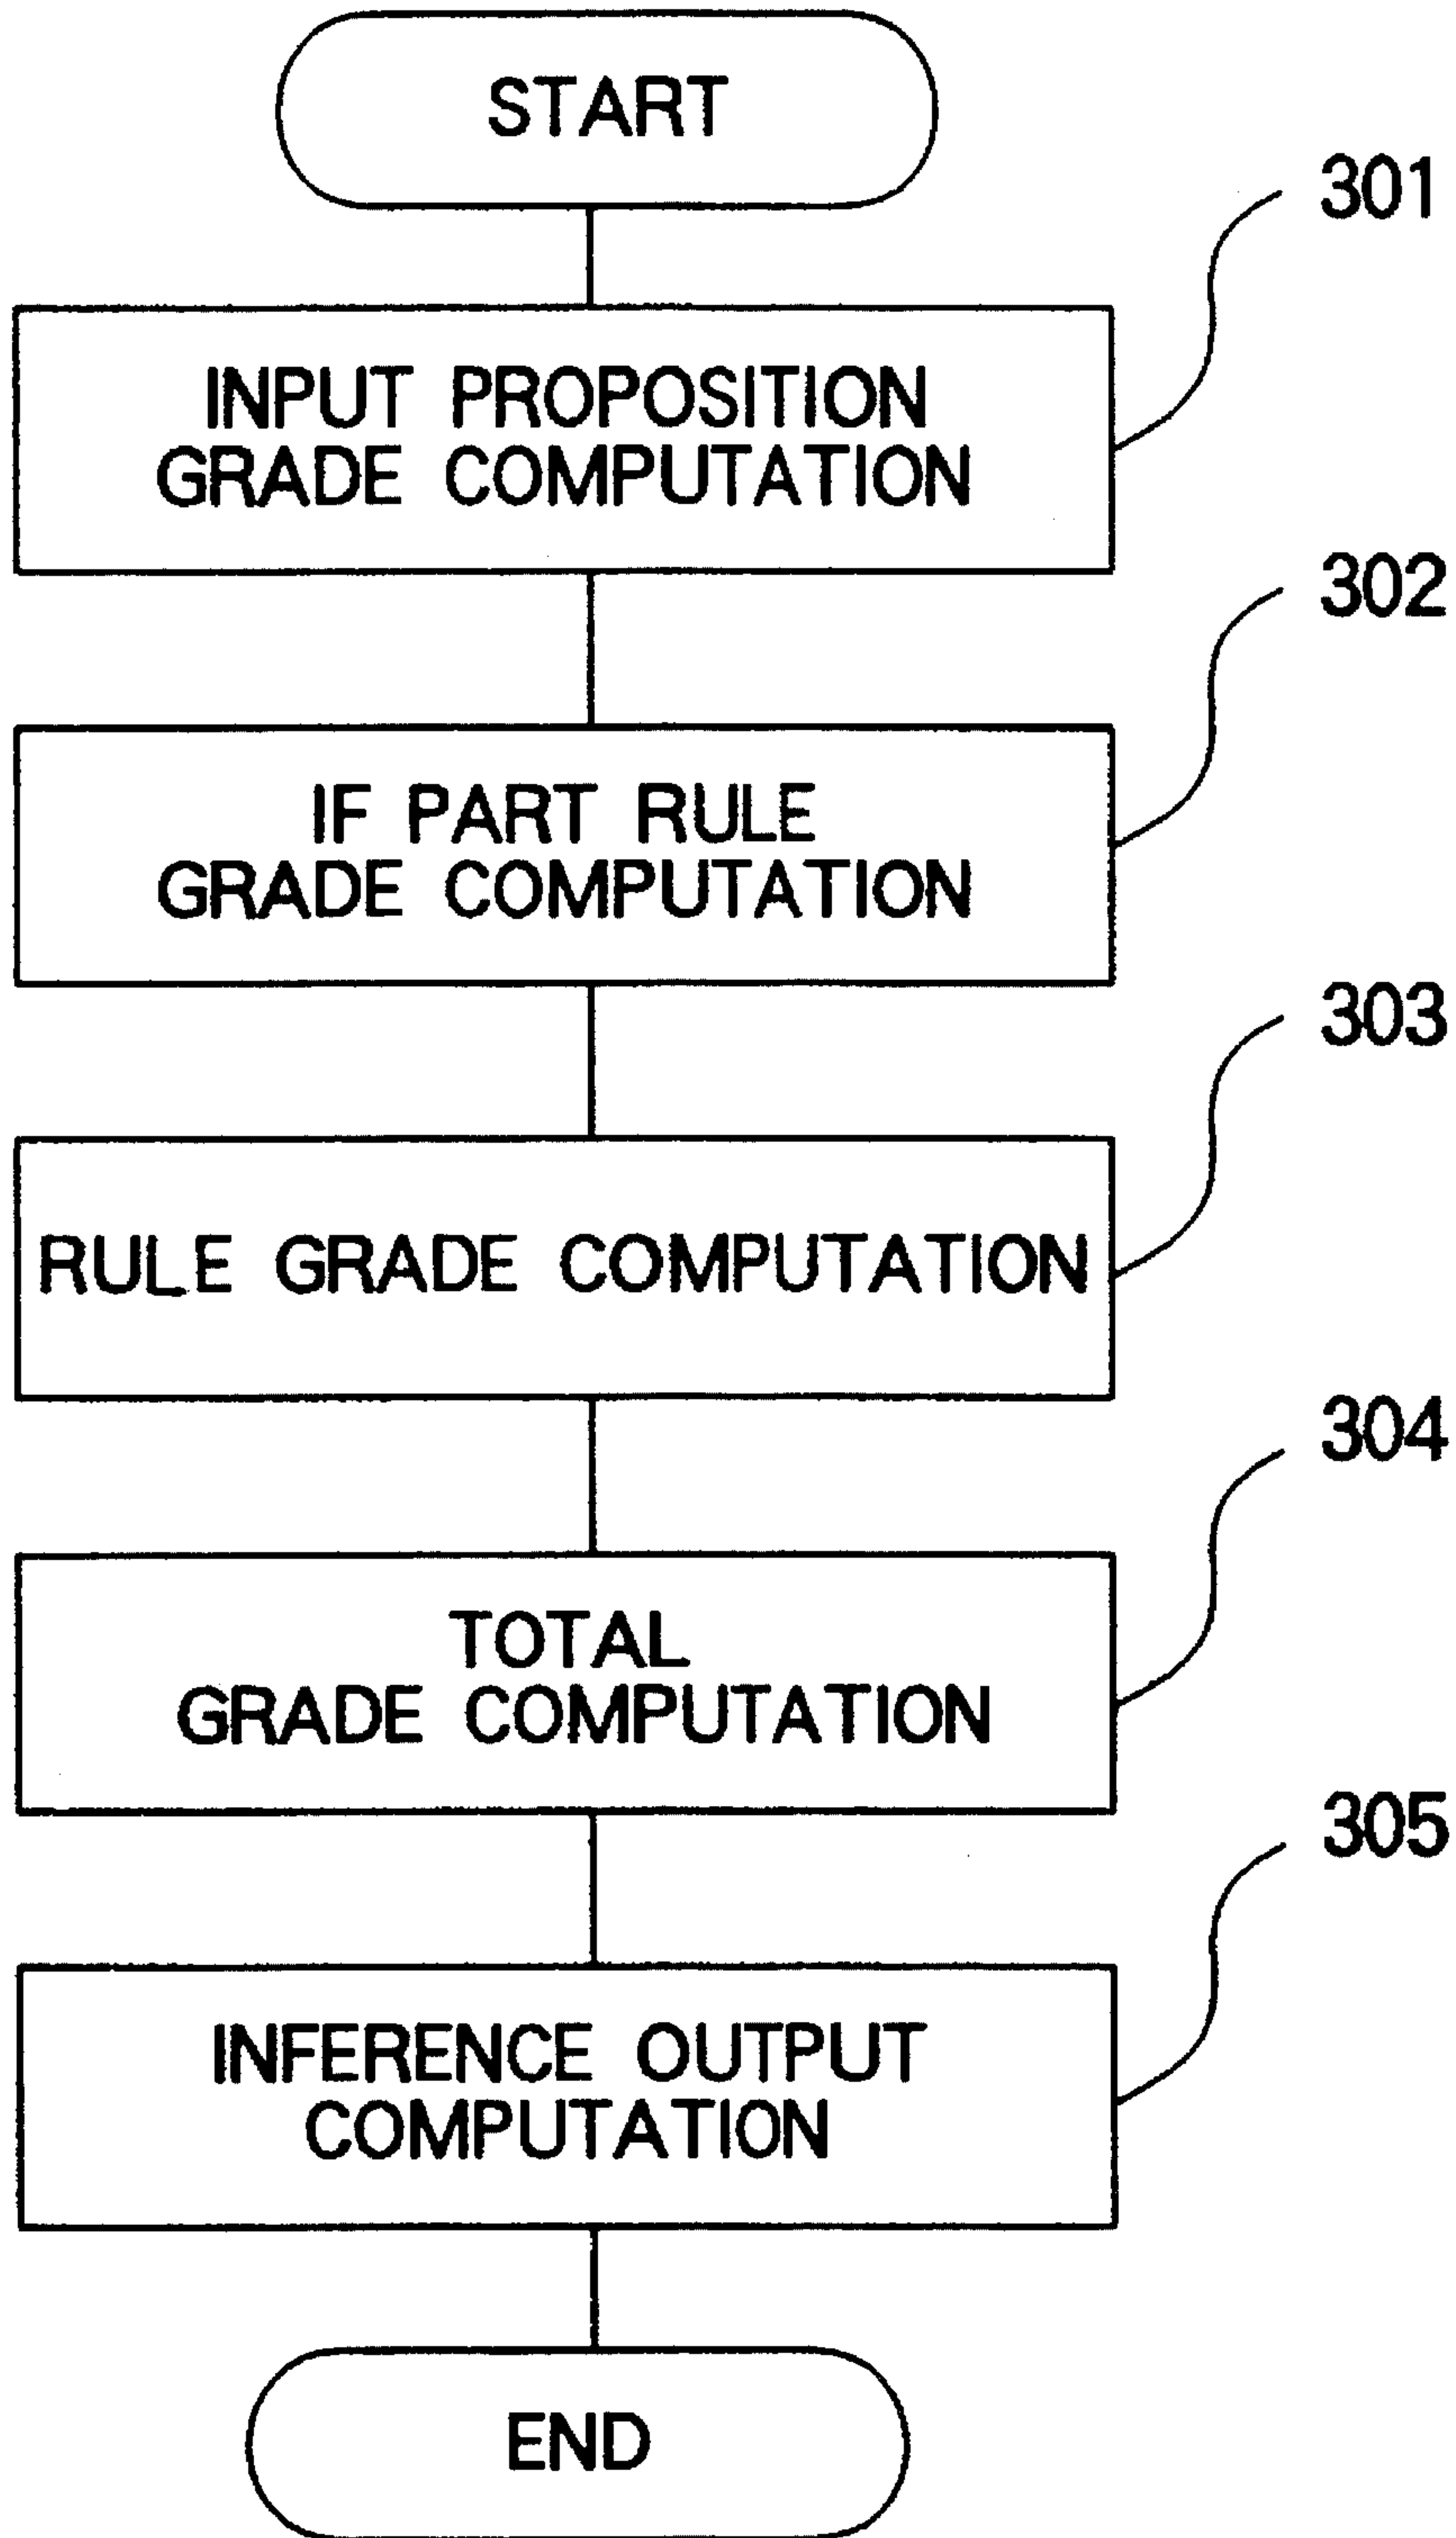 START
301
INPUT PROPOSITION
GRADE COMPUTATION
302
IF PART RULE
GRADE COMPUTATION
303
RULE GRADE COMPUTATION
304
TOTAL
GRADE COMPUTATION
305
INFERENCE OUTPUT
COMPUTATION
END